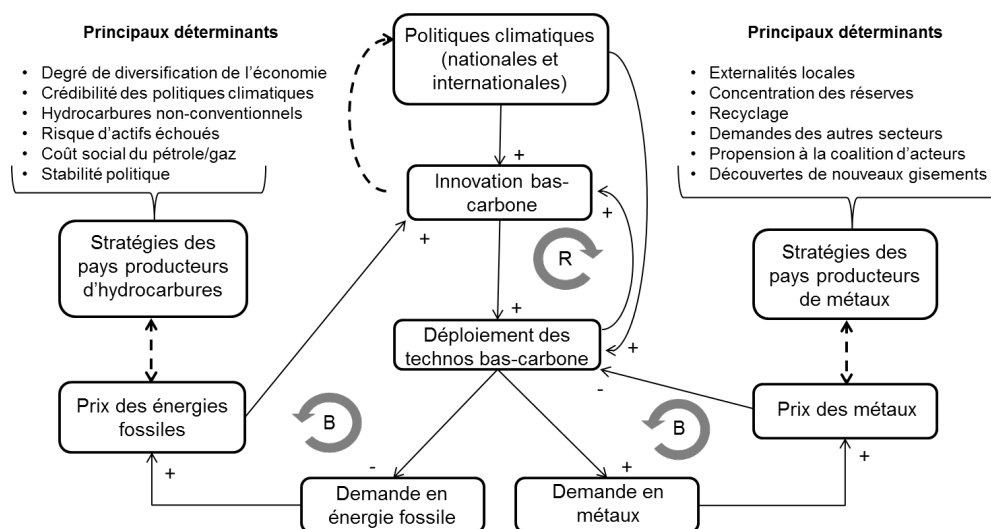 Principaux déterminants
• Degré de diversification de l'économie
• Crédibilité des politiques climatiques
• Hydrocarbures non-conventionnels
• Risque d'actifs échoués
• Coût social du pétrole/gaz
• Stabilité politique
Politiques climatiques
(nationales et
internationales)
Principaux déterminants
• Externalités locales
• Concentration des réserves
• Recyclage
• Demandes des autres secteurs
• Propension à la coalition d'acteurs
• Découvertes de nouveaux gisements
+
Innovation bas-
carbone
+
+
Stratégies des
pays producteurs
d'hydrocarbures
R
Stratégies des
pays producteurs
de métaux
+
Déploiement des
technos bas-carbone
+
-
Prix des énergies
fossiles
B
B
Prix des métaux
+
-
+
+
Demande en
énergie fossile
Demande en
métaux